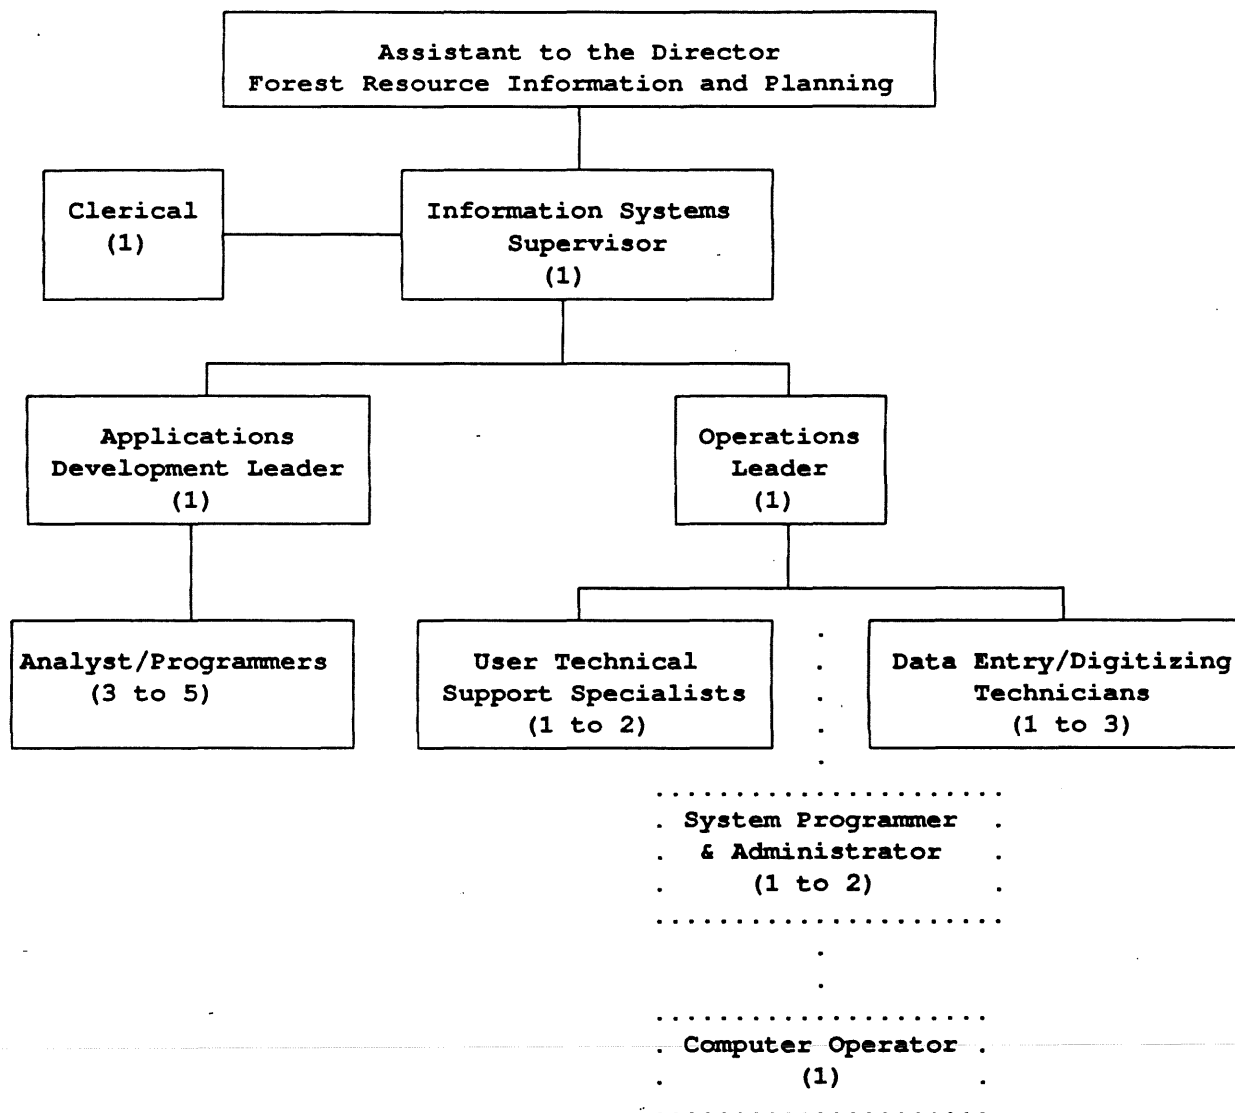 Assistant to the Director
Forest Resource Information and Planning
Clerical
(1)
Information Systems
Supervisor
(1)
Applications
Development Leader
(1)
Operations
Leader
(1)
Analyst/Programmers
(3 to 5)
User Technical
Support Specialists
(1 to 2)
Data Entry/Digitizing
Technicians
(1 to 3)
System Programmer
& Administrator
(1 to 2)
Computer Operator
(1)